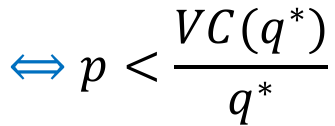 ⟺ p < VC(q*) / q*